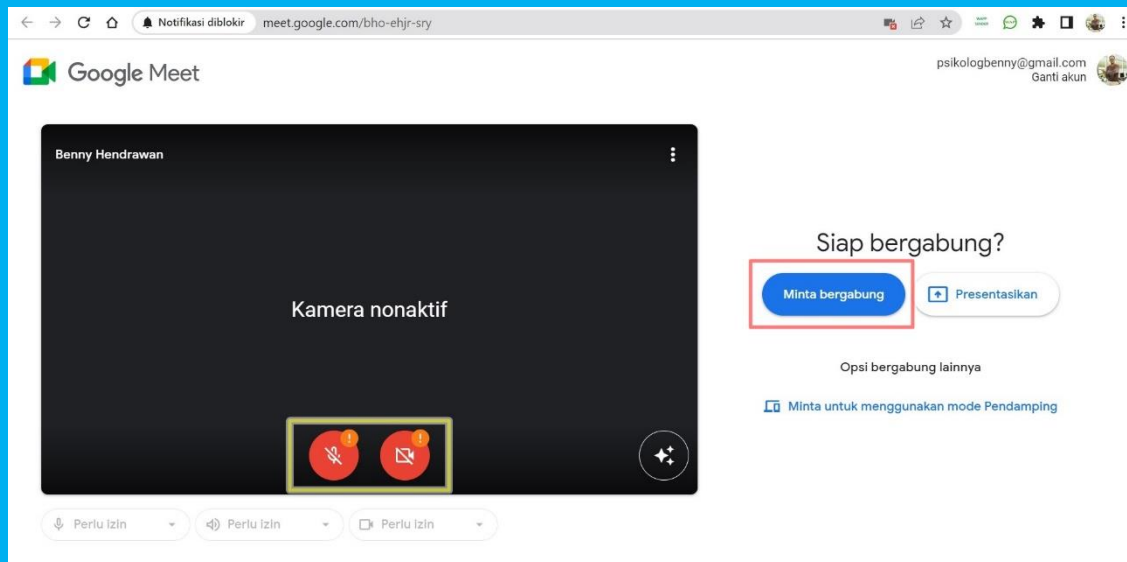 Notifikasi diblokir
meet.google.com/bho-ehjr-sry
Google Meet
psikologbenny@gmail.com
Ganti akun
Benny Hendrawan
Kamera nonaktif
Siap bergabung?
Minta bergabung
Presentasikan
Opsi bergabung lainnya
Minta untuk menggunakan mode Pendamping
Perlu izin
Perlu izin
Perlu izin